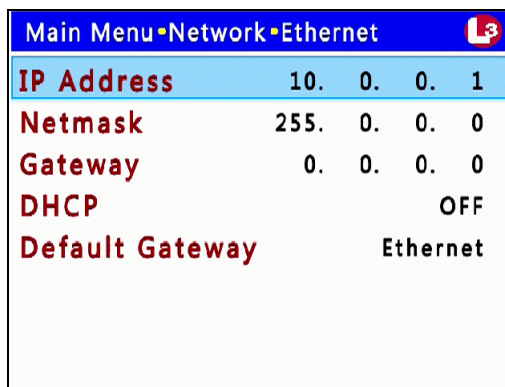 Main Menu•Network•Ethernet L3
IP Address 10. 0. 0. 1
Netmask 255. 0. 0. 0
Gateway 0. 0. 0. 0
DHCP OFF
Default Gateway Ethernet